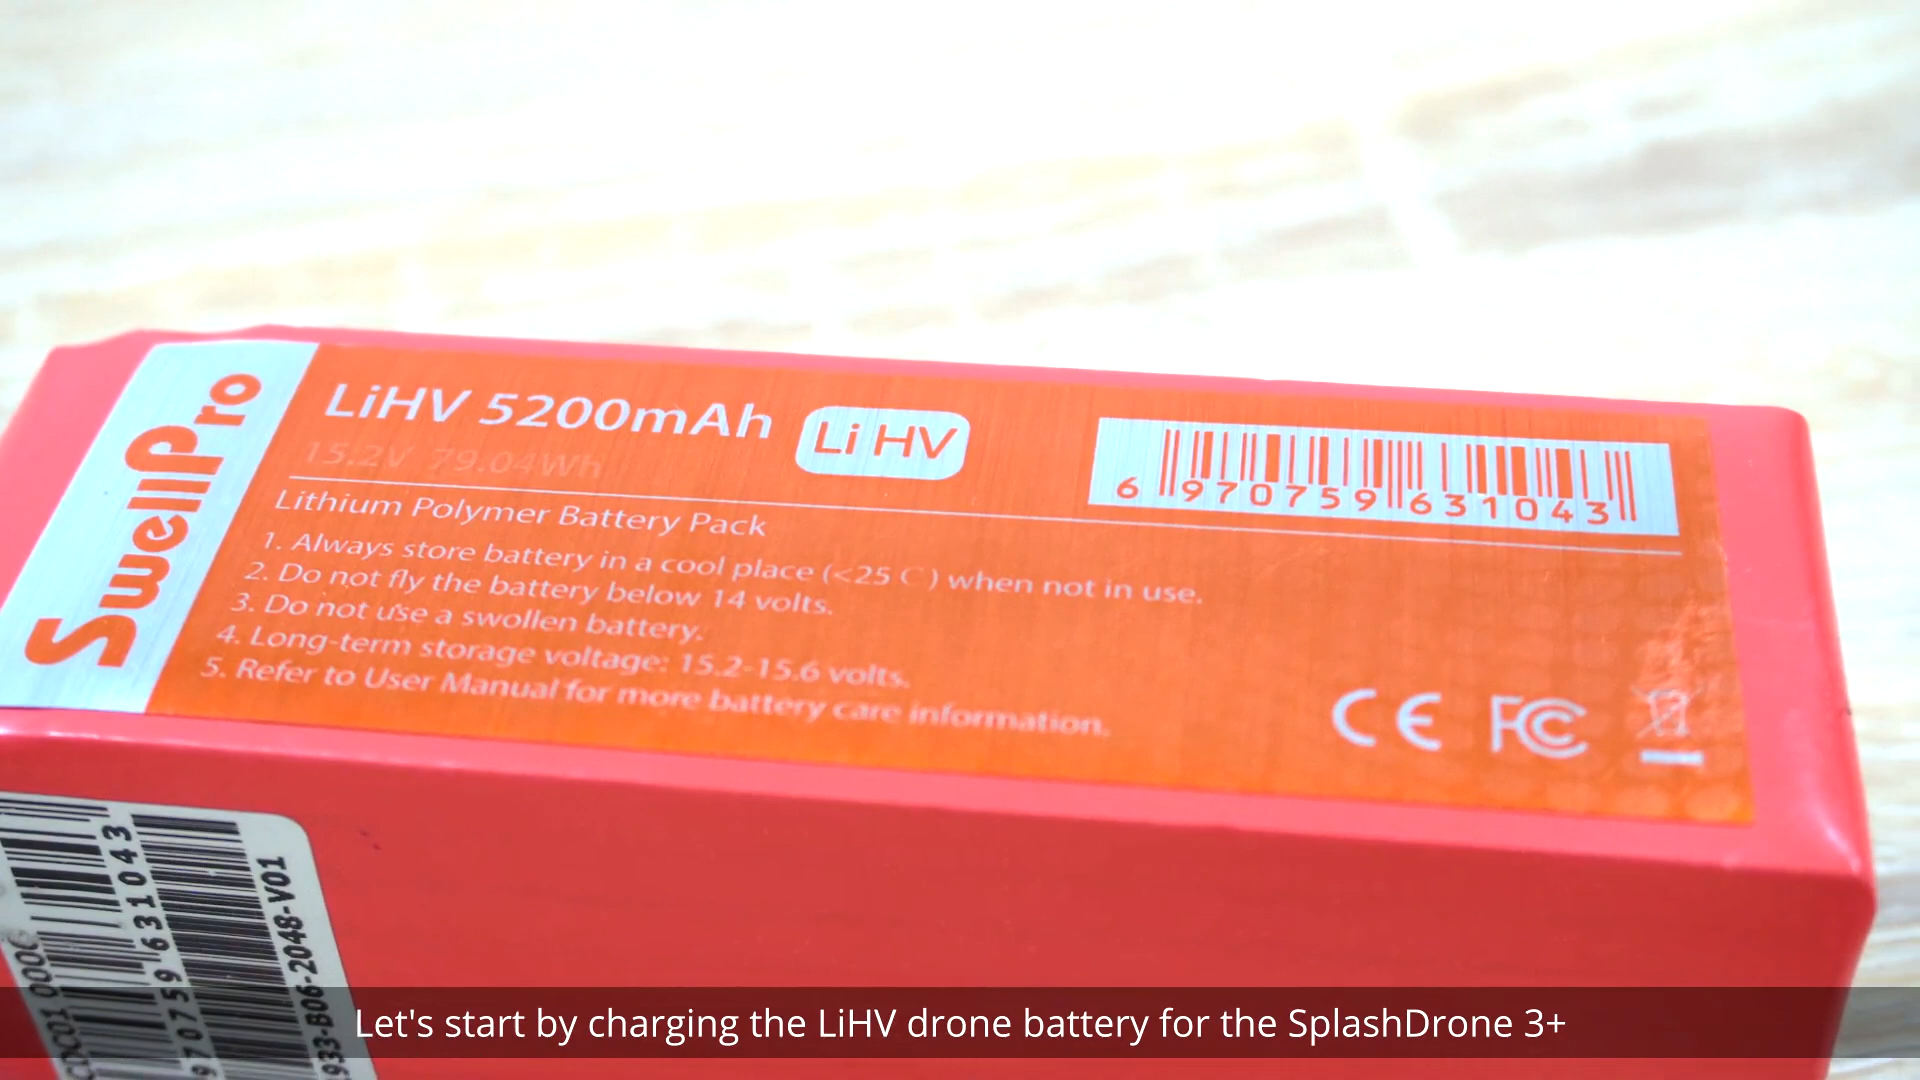 SwellPro
LiHV 5200mAh
Li HV
15.2V 79.04Wh
6 970759 631043
Lithium Polymer Battery Pack
1. Always store battery in a cool place (<25 C ) when not in use.
2. Do not fly the battery below 14 volts.
3. Do not use a swollen battery.
4. Long-term storage voltage: 15.2-15.6 volts.
5. Refer to User Manual for more battery care information.
CE FC
970759 631043
933-B06-2048-V01
Let's start by charging the LiHV drone battery for the SplashDrone 3+